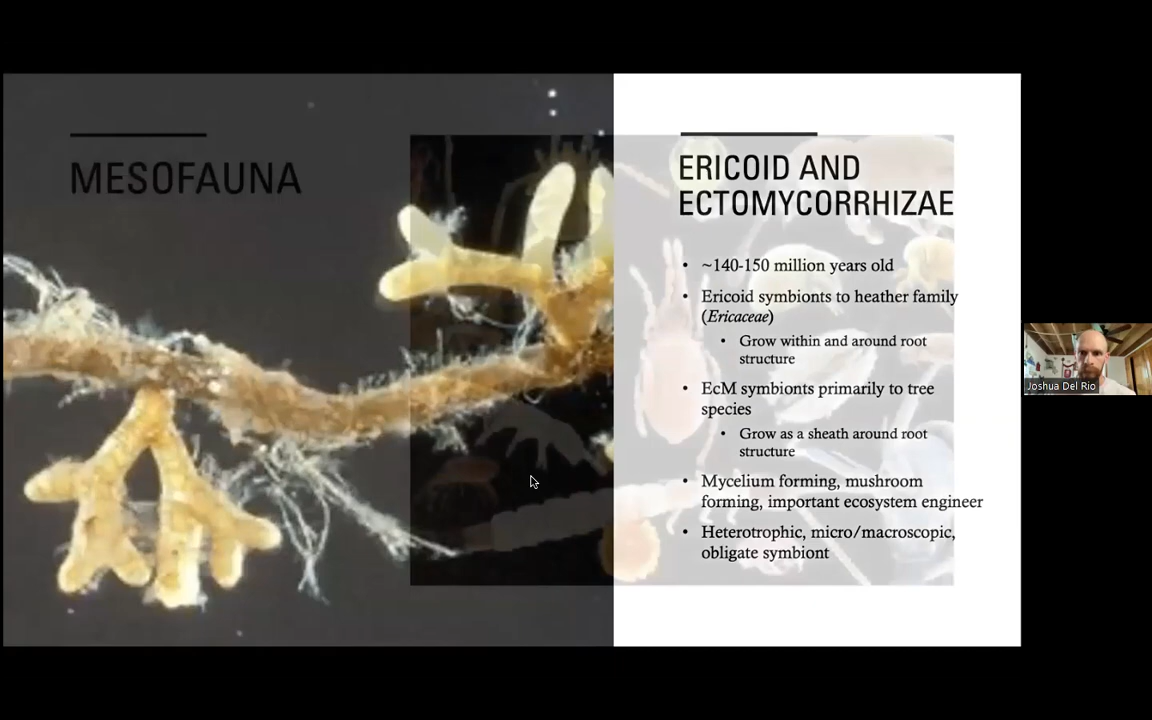 MESOFAUNA
ERICOID AND
ECTOMYCORRHIZAE
• ~140-150 million years old
• Ericoid symbionts to heather family
(Ericaceae)
• Grow within and around root
structure
• EcM symbionts primarily to tree
species
• Grow as a sheath around root
structure
• Mycelium forming, mushroom
forming, important ecosystem engineer
• Heterotrophic, micro/macroscopic,
obligate symbiont
Joshua Del Rio